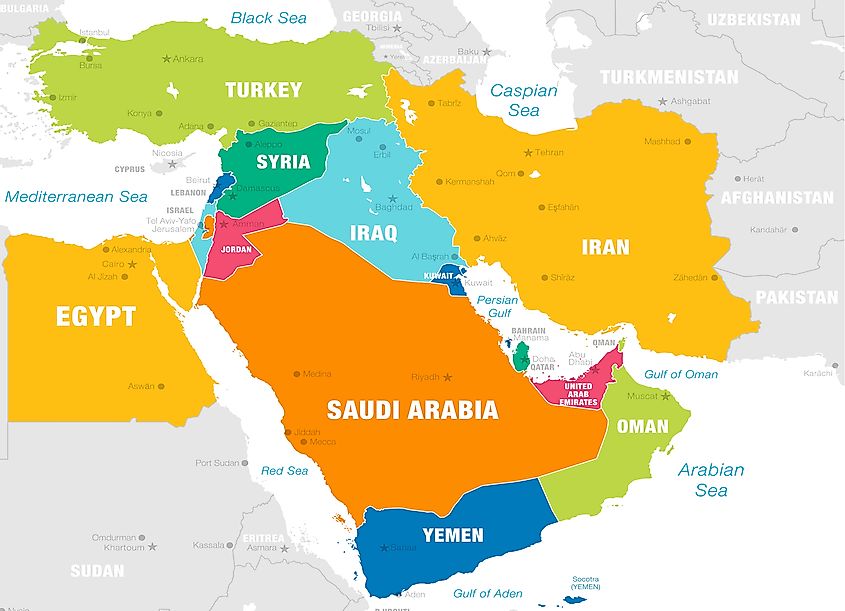 BULGARIA
Black Sea
GEORGIA
Tbilisi
UZBEKISTAN
Istanbul
Bursa
Ankara
Baku
AZERBAIJAN
TURKMENISTAN
Ashgabat
TURKEY
Caspian
Sea
Izmir
Konya
Adana
Gaziantep
Tabrīz
Mosul
Erbil
Aleppo
SYRIA
Nicosia
CYPRUS
Tehran
Qom
Mashhad
Herāt
AFGHANISTAN
Kandahār
Mediterranean Sea
Beirut
LEBANON
Damascus
Kermanshah
Eşfahān
Baghdad
IRAQ
ISRAEL
Tel Aviv-Yafo
Jerusalem
Amman
JORDAN
Ahvāz
IRAN
Al Başrah
Alexandria
Cairo
Al Jīzah
KUWAIT
Kuwait
Shīrāz
Zāhedān
PAKISTAN
EGYPT
Persian
Gulf
BAHRAIN
Manama
Doha
QATAR
Abu
Dhabi
OMAN
Gulf of Oman
Karāchi
Aswān
Medina
Riyadh
UNITED
ARAB
EMIRATES
Muscat
SAUDI ARABIA
OMAN
Jiddah
Mecca
Port Sudan
Red Sea
Arabian
Sea
YEMEN
Omdurman
Khartoum
Kassala
ERITREA
Asmara
Sanaa
SUDAN
Aden
Gulf of Aden
Socotra
(YEMEN)